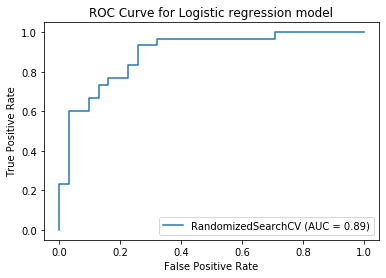 ROC Curve for Logistic regression model
1.0
0.8
0.6
0.4
0.2
0.0
True Positive Rate
RandomizedSearchCV (AUC = 0.89)
0.0 0.2 0.4 0.6 0.8 1.0
False Positive Rate